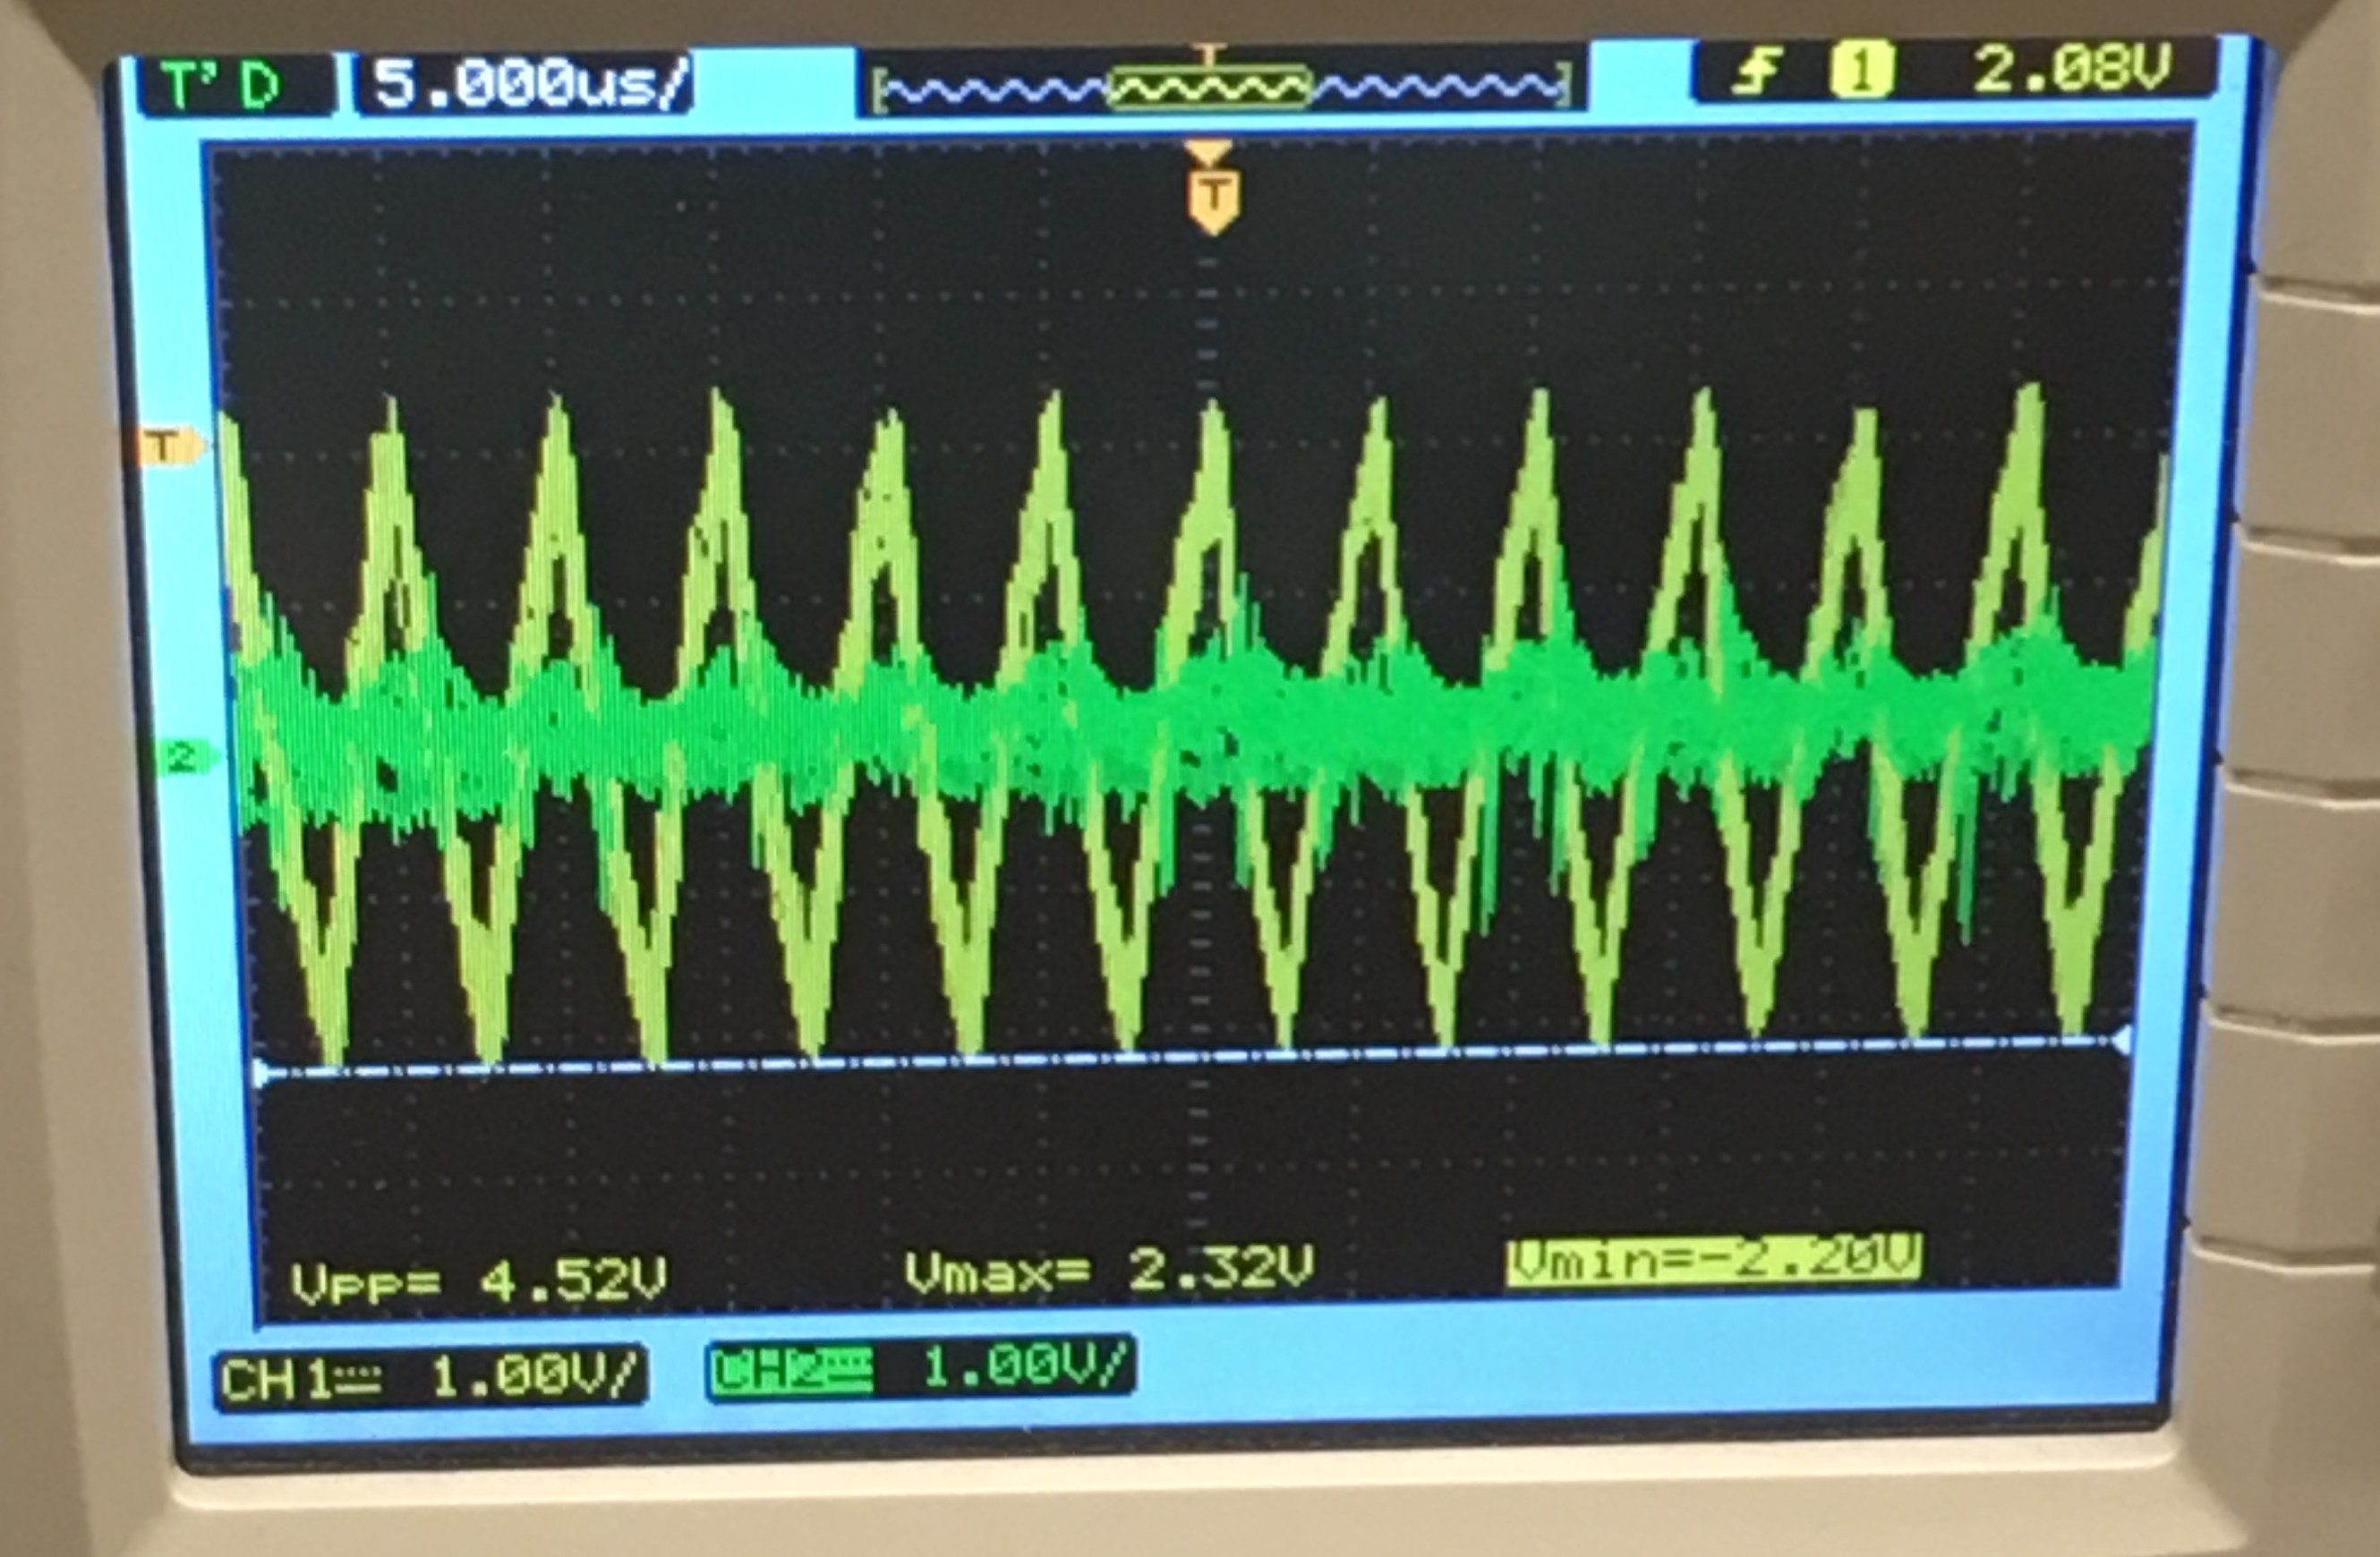 T'D 5.000us/ T 1 2.08V
T
T
2
Vpp= 4.52V Vmax= 2.32V Vmin=-2.20V
CH1 1.00V/ CH2 1.00V/